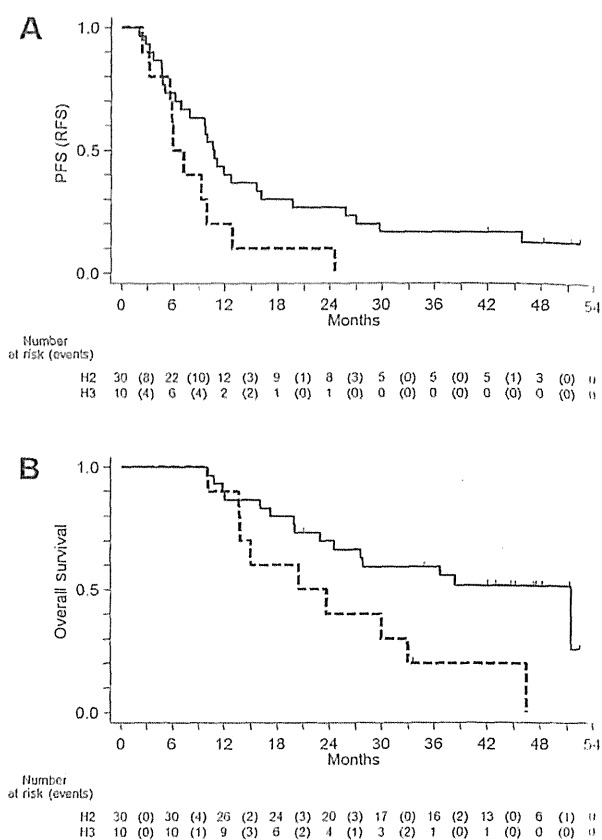 A
PFS (RFS)
1.0
0.5
0.0
0 6 12 18 24 30 36 42 48 54
Months
Number
at risk (events)
H2 30 (8) 22 (10) 12 (3) 9 (1) 8 (3) 5 (0) 5 (0) 5 (1) 3 (0) 0
H3 10 (4) 6 (4) 2 (2) 1 (0) 1 (0) 0 (0) 0 (0) 0 (0) 0 (0) 0
B
Overall survival
1.0
0.5
0.0
0 6 12 18 24 30 36 42 48 54
Months
Number
at risk (events)
H2 30 (0) 30 (4) 26 (2) 24 (3) 20 (3) 17 (0) 16 (2) 13 (0) 6 (1) 0
H3 10 (0) 10 (1) 9 (3) 6 (2) 4 (1) 3 (2) 1 (0) 1 (0) 0 (0) 0